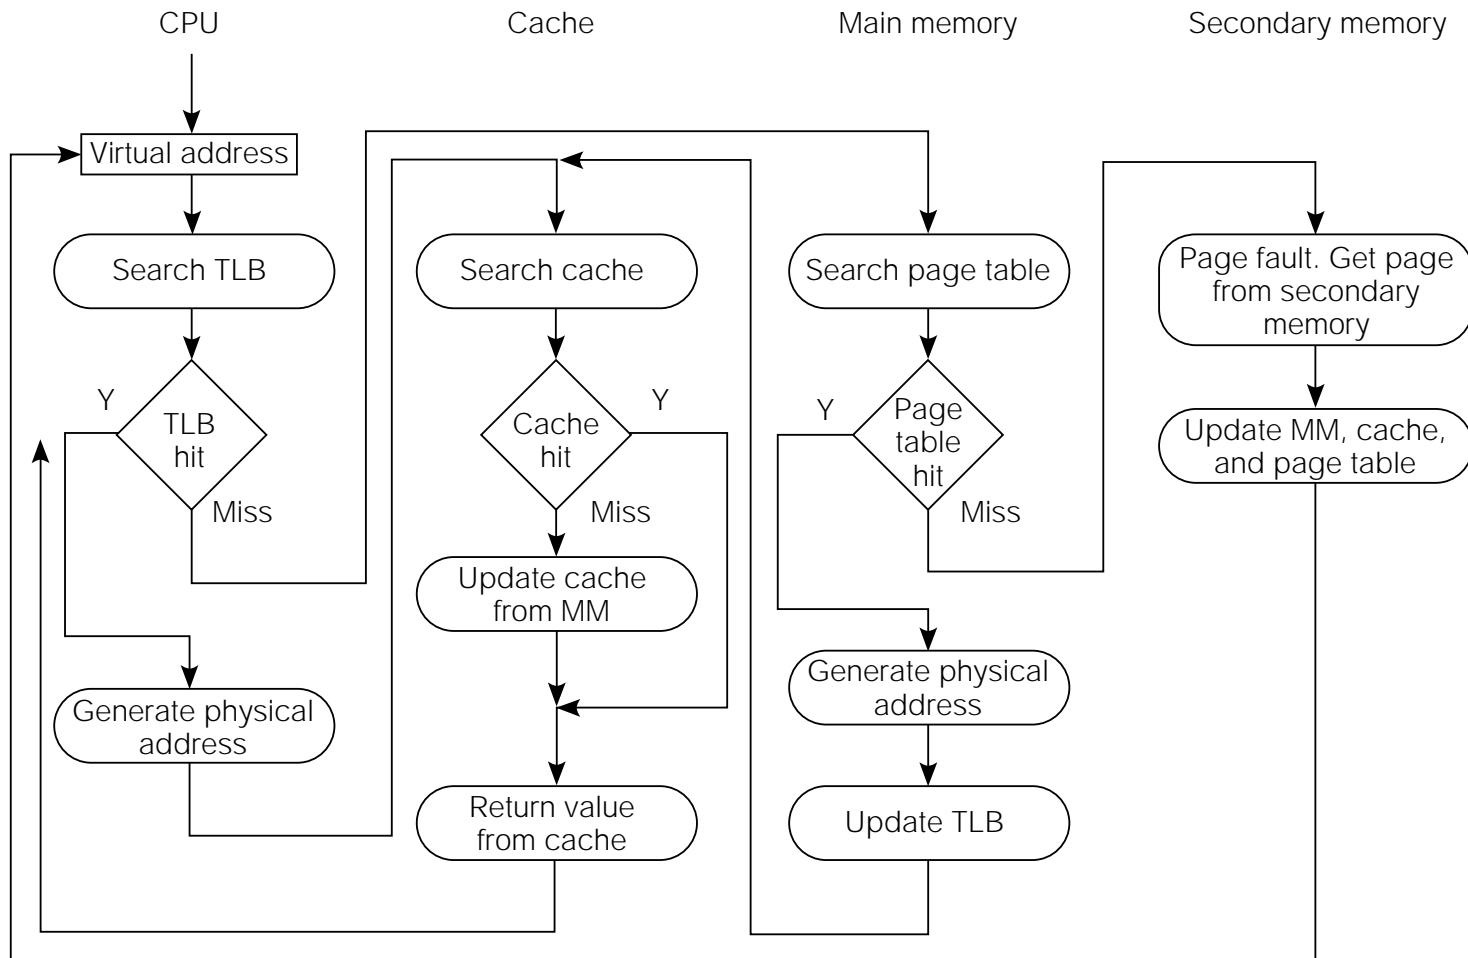 CPU
Cache
Main memory
Secondary memory
Virtual address
Search TLB
Search cache
Search page table
Page fault. Get page
from secondary
memory
Y
TLB
hit
Miss
Cache
hit
Y
Miss
Y
Page
table
hit
Miss
Update MM, cache,
and page table
Update cache
from MM
Generate physical
address
Generate physical
address
Return value
from cache
Update TLB